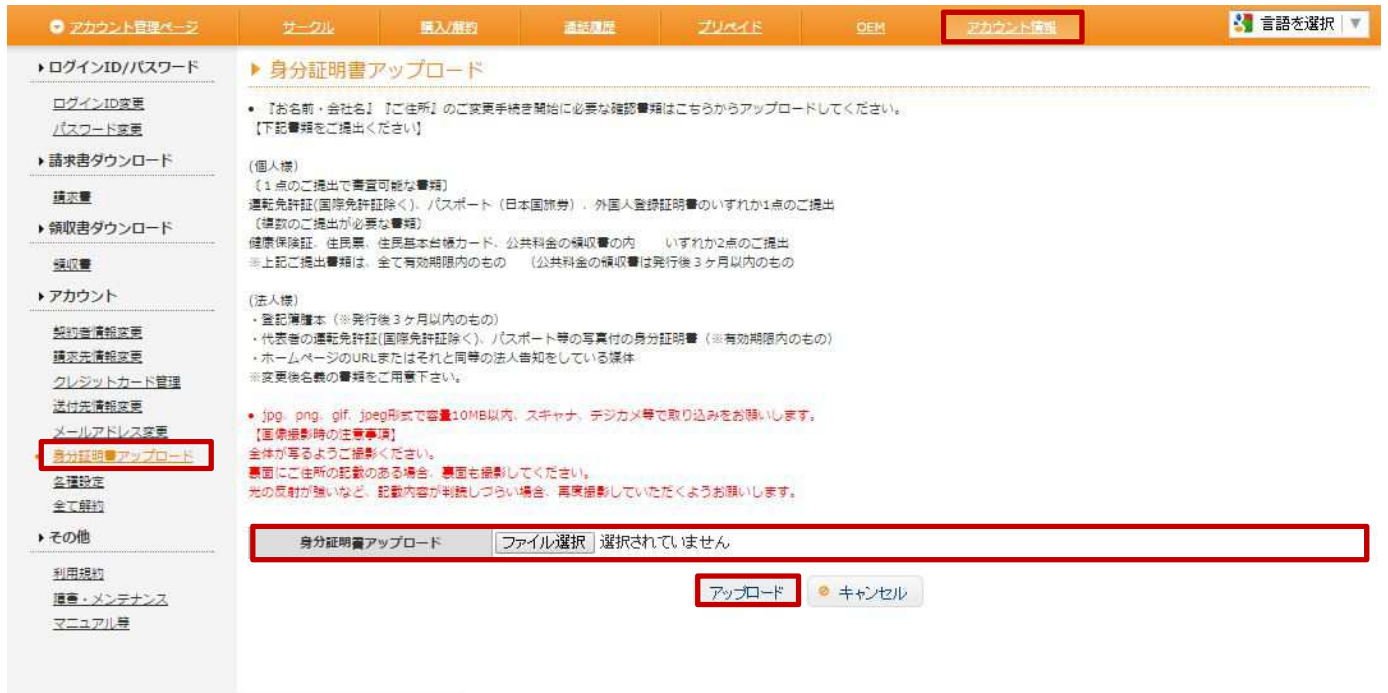 アカウント管理ページ
サークル
購入/解約
通話履歴
プリペイド
OEM
アカウント情報
言語を選択
ログインID/パスワード
ログインID変更
パスワード変更
請求書ダウンロード
請求書
領収書ダウンロード
領収書
アカウント
契約者情報変更
請求先情報変更
クレジットカード管理
送付先情報変更
メールアドレス変更
身分証明書アップロード
各種設定
全て解約
その他
利用規約
障害・メンテナンス
マニュアル等
身分証明書アップロード
• 『お名前・会社名』『ご住所』のご変更手続き開始に必要な確認書類はこちらからアップロードしてください。
【下記書類をご提出ください】
(個人様)
〔１点のご提出で審査可能な書類〕
運転免許証(国際免許証除く)、パスポート（日本国旅券）、外国人登録証明書のいずれか1点のご提出
〔複数のご提出が必要な書類〕
健康保険証、住民票、住民基本台帳カード、公共料金の領収書の内　　いずれか2点のご提出
※上記ご提出書類は、全て有効期限内のもの　（公共料金の領収書は発行後３ヶ月以内のもの
(法人様)
・登記簿謄本（※発行後３ヶ月以内のもの）
・代表者の運転免許証(国際免許証除く)、パスポート等の写真付の身分証明書（※有効期限内のもの）
・ホームページのURLまたはそれと同等の法人告知をしている媒体
※変更後名義の書類をご用意下さい。
• jpg、png、gif、jpeg形式で容量10MB以内、スキャナ、デジカメ等で取り込みをお願いします。
【画像撮影時の注意事項】
全体が写るようご撮影ください。
裏面にご住所の記載のある場合、裏面も撮影してください。
光の反射が強いなど、記載内容が判読しづらい場合、再度撮影していただくようお願いします。
身分証明書アップロード
ファイル選択 選択されていません
アップロード
キャンセル